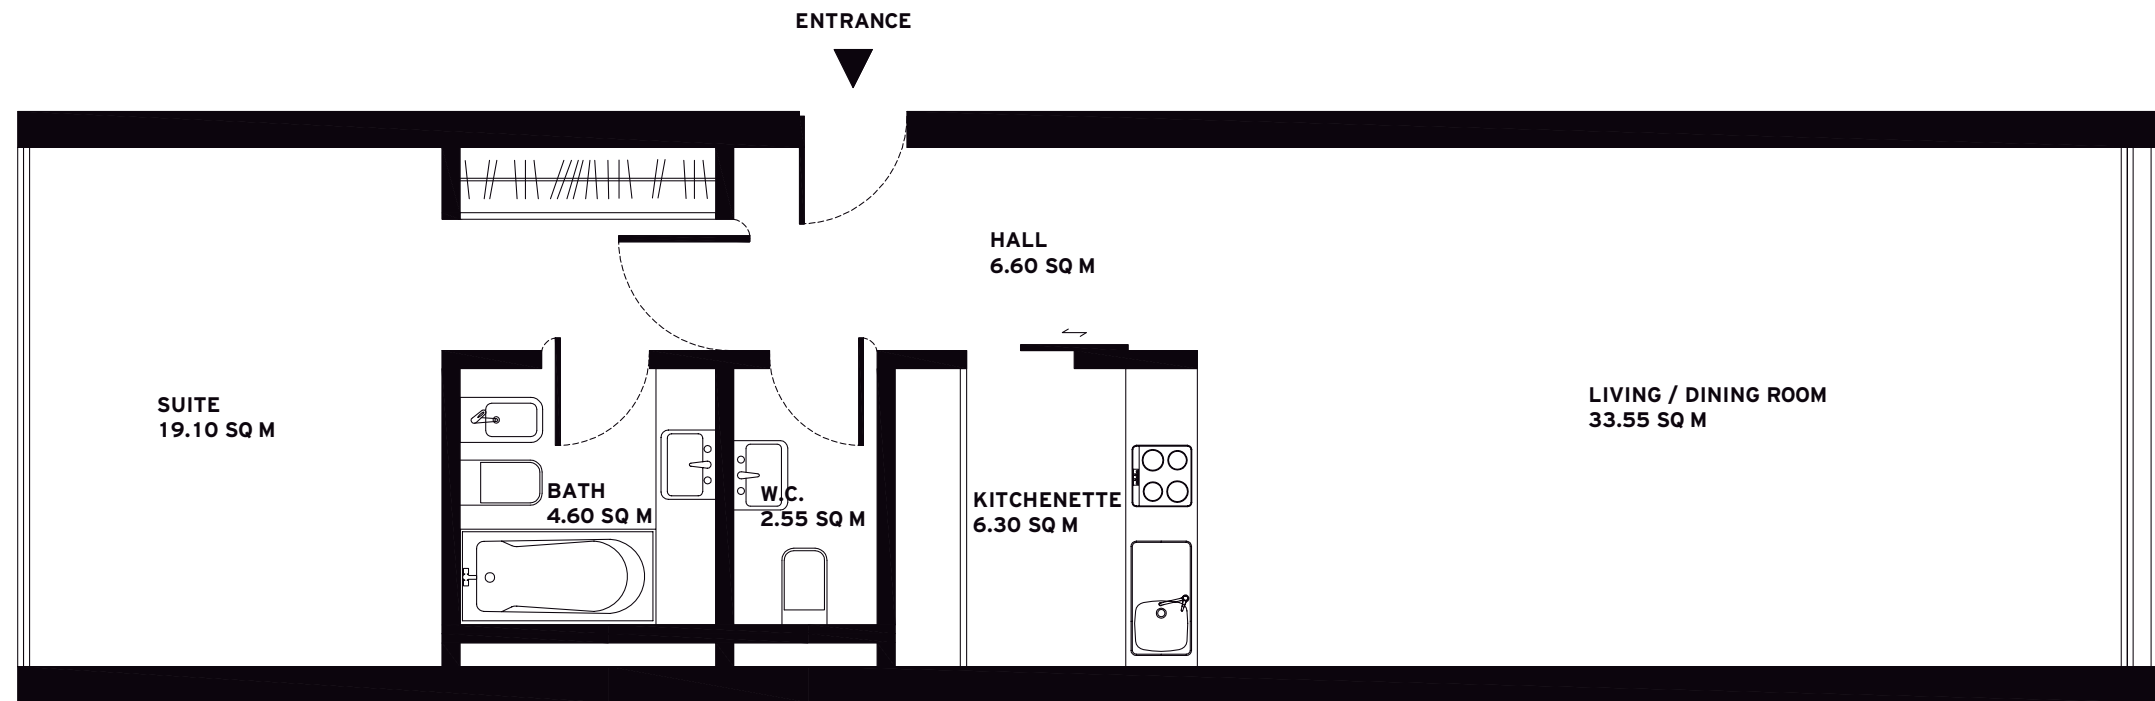 ENTRANCE
HALL
6.60 SQ M
SUITE
19.10 SQ M
LIVING / DINING ROOM
33.55 SQ M
BATH
4.60 SQ M
W.C.
2.55 SQ M
KITCHENETTE
6.30 SQ M